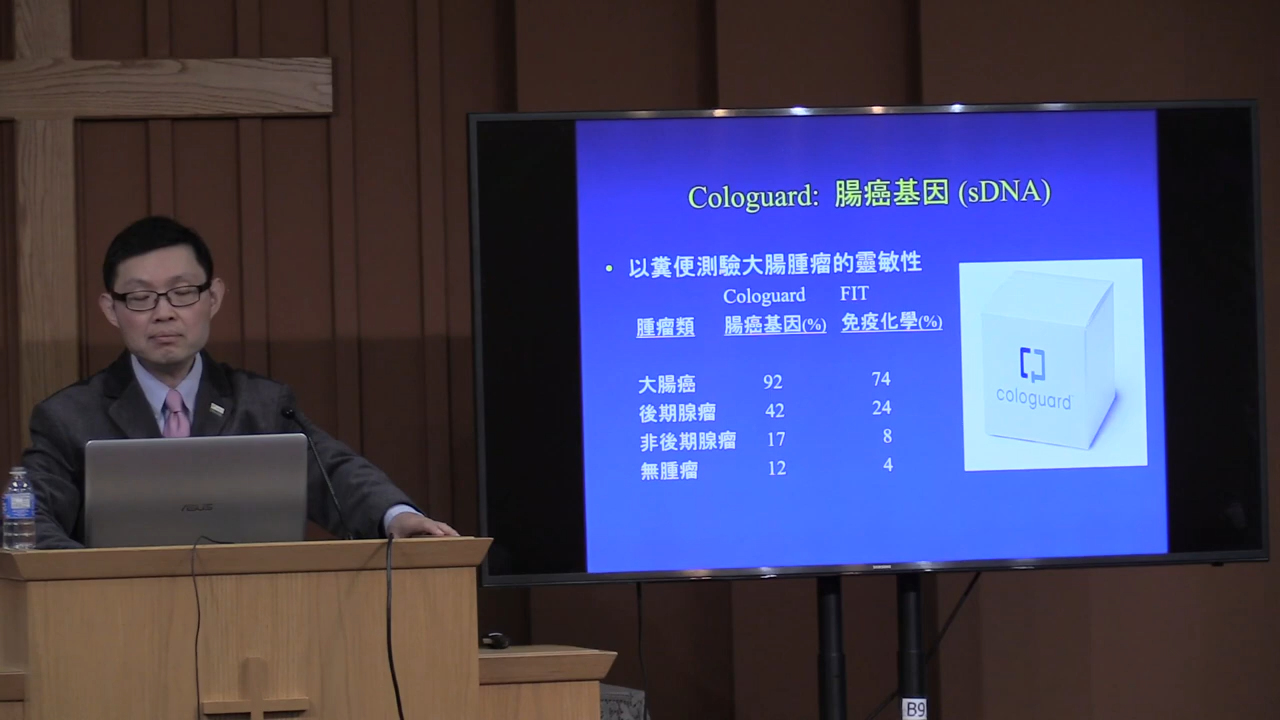 Cologuard: 腸癌基因 (sDNA)
• 以糞便測驗大腸腫瘤的靈敏性
Cologuard FIT
腫瘤類 腸癌基因(%) 免疫化學(%)
大腸癌 92 74
後期腺瘤 42 24
非後期腺瘤 17 8
無腫瘤 12 4
cologuard
ASUS
SAMSUNG
B9